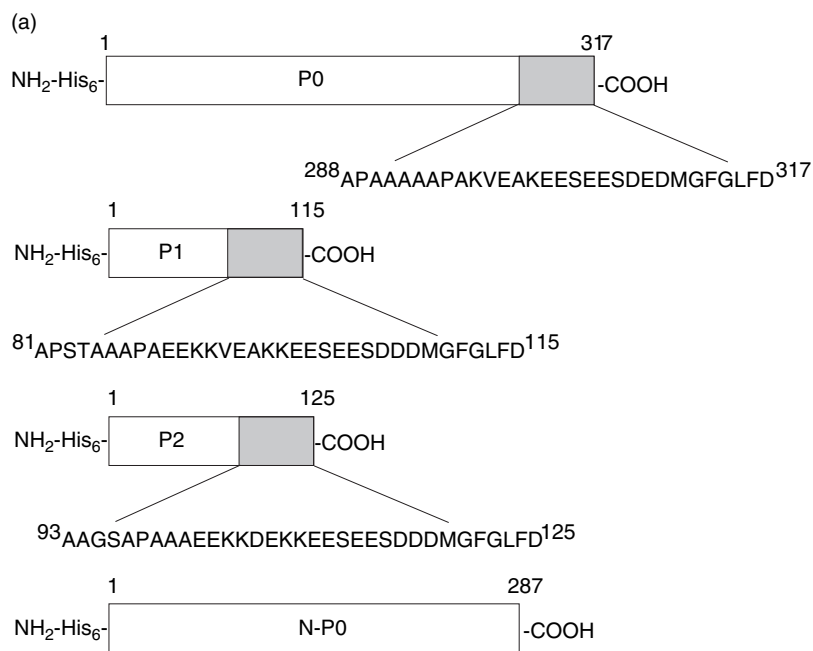 (a)
1 317
NH2-His6- P0 -COOH
288APAAAAAPAKVEAKEESEESDEDMGFGLFD317
1 115
NH2-His6- P1 -COOH
81APSTAAAPAEEKKVEAKKEESEESDDDMGFGLFD115
1 125
NH2-His6- P2 -COOH
93AAGSAPAAAEEKKDEKKEESEESDDDMGFGLFD125
1 287
NH2-His6- N-P0 -COOH